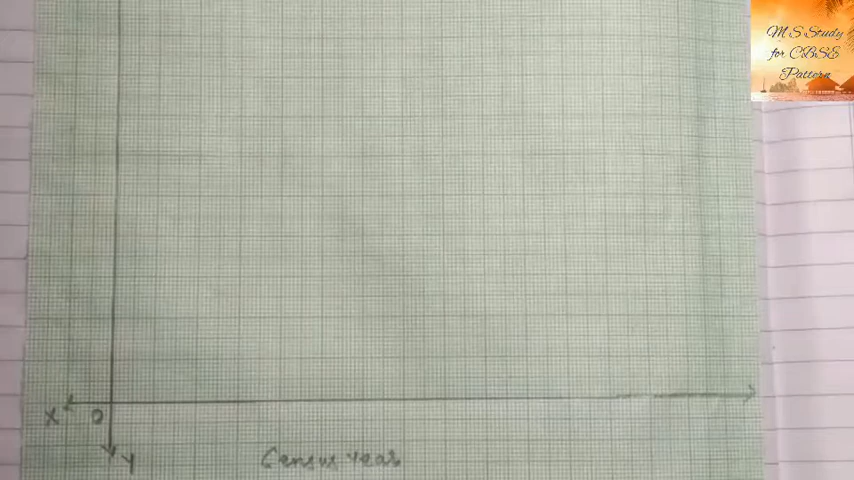 M S Study
for CBSE
Pattern
X O
Y
Census Year